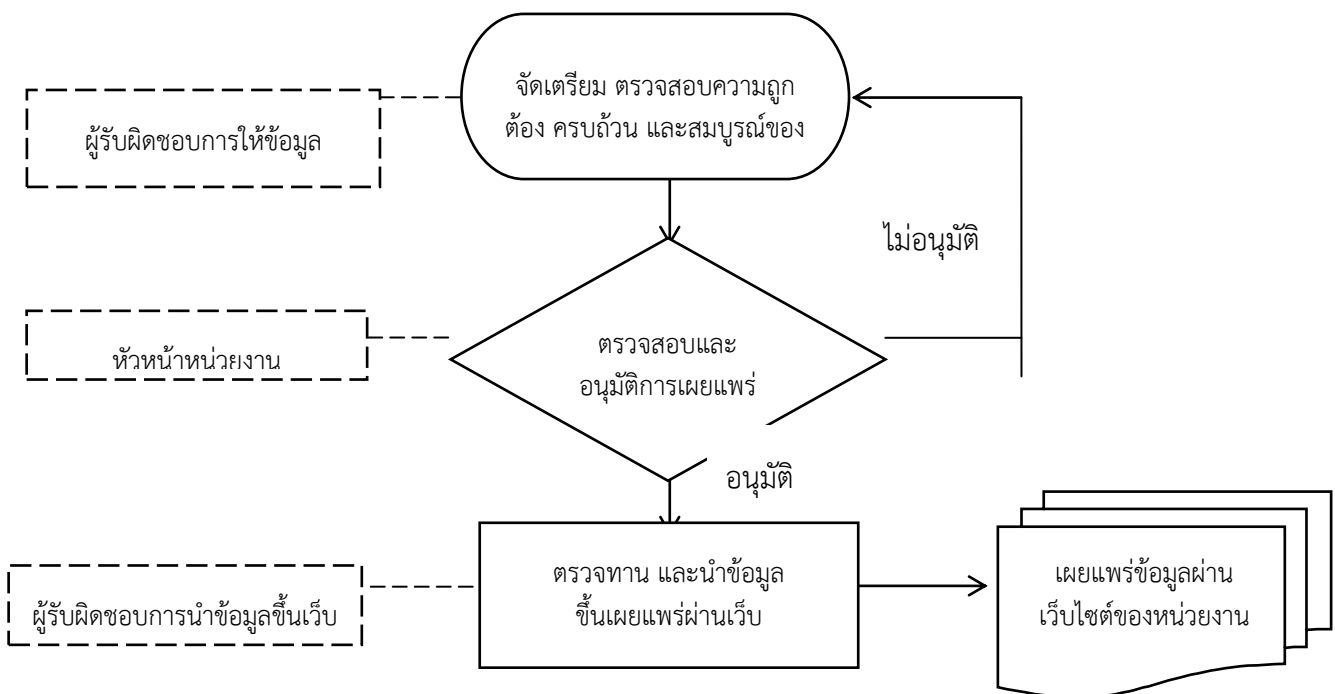 จัดเตรียม ตรวจสอบความถูก
ต้อง ครบถ้วน และสมบูรณ์ของ
ผู้รับผิดชอบการให้ข้อมูล
ไม่อนุมัติ
ตรวจสอบและ
อนุมัติการเผยแพร่
หัวหน้าหน่วยงาน
อนุมัติ
ตรวจทาน และนำข้อมูล
ขึ้นเผยแพร่ผ่านเว็บ
ผู้รับผิดชอบการนำข้อมูลขึ้นเว็บ
เผยแพร่ข้อมูลผ่าน
เว็บไซต์ของหน่วยงาน